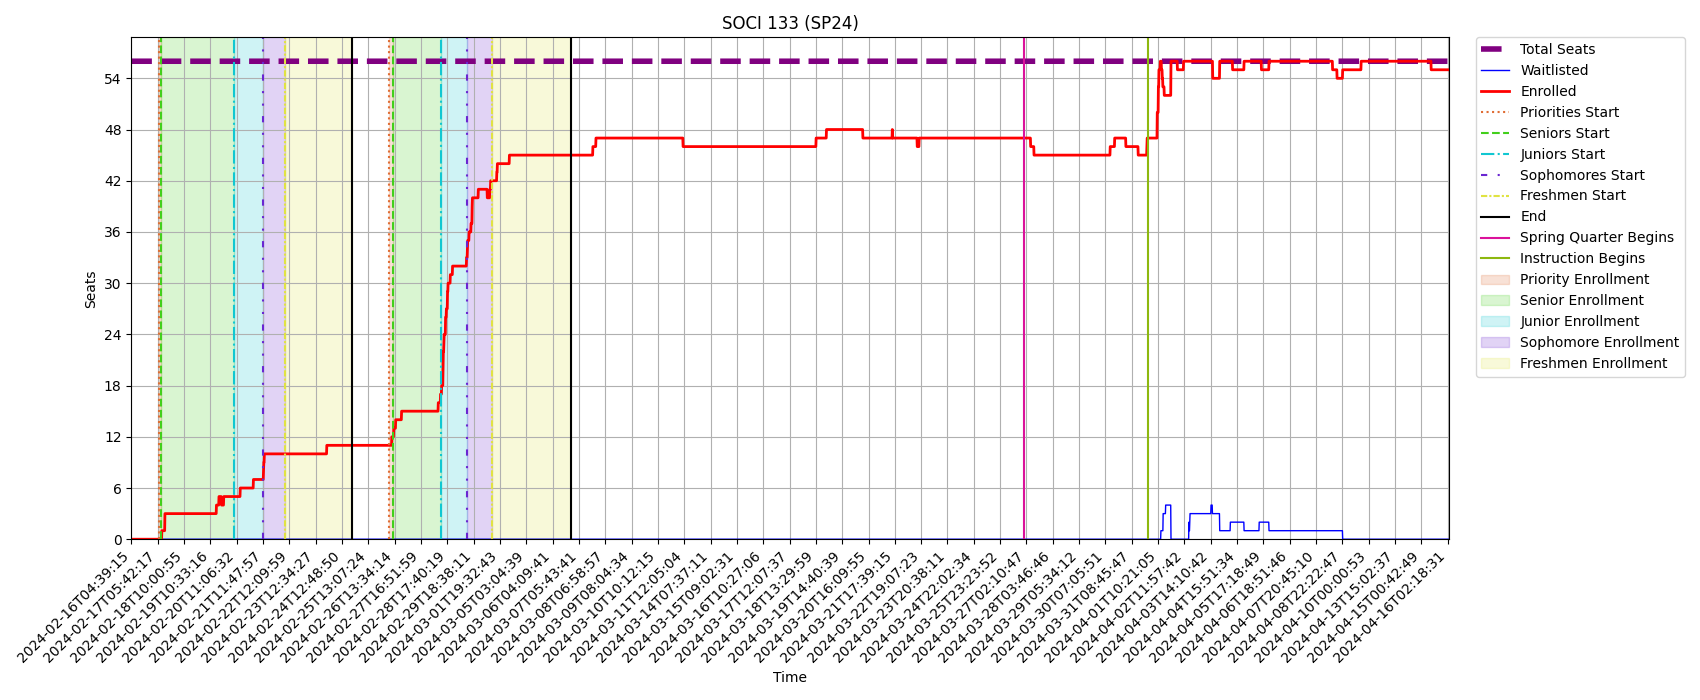 SOCI 133 (SP24)
Total Seats
Waitlisted
Enrolled
Priorities Start
Seniors Start
Juniors Start
Sophomores Start
Freshmen Start
End
Spring Quarter Begins
Instruction Begins
Priority Enrollment
Senior Enrollment
Junior Enrollment
Sophomore Enrollment
Freshmen Enrollment
Seats
54
48
42
36
30
24
18
12
6
0
2024-02-16T04:39:15
2024-02-17T05:42:17
2024-02-18T10:00:55
2024-02-19T10:33:16
2024-02-20T11:06:32
2024-02-21T11:47:57
2024-02-22T12:09:59
2024-02-23T12:34:27
2024-02-24T12:48:50
2024-02-25T13:07:24
2024-02-26T13:34:14
2024-02-27T16:51:59
2024-02-28T17:40:19
2024-02-29T18:38:11
2024-03-01T19:32:43
2024-03-05T03:04:39
2024-03-06T04:09:41
2024-03-07T05:43:41
2024-03-08T06:58:57
2024-03-09T08:04:34
2024-03-10T10:12:15
2024-03-11T12:05:04
2024-03-14T07:37:11
2024-03-15T09:02:31
2024-03-16T10:27:06
2024-03-17T12:07:37
2024-03-18T13:29:59
2024-03-19T14:40:39
2024-03-20T16:09:55
2024-03-21T17:39:15
2024-03-22T19:07:23
2024-03-23T20:38:11
2024-03-24T22:02:34
2024-03-25T23:23:52
2024-03-27T02:10:47
2024-03-28T03:46:46
2024-03-29T05:34:12
2024-03-30T07:05:51
2024-03-31T08:45:47
2024-04-01T10:21:05
2024-04-02T11:57:42
2024-04-03T14:10:42
2024-04-04T15:51:34
2024-04-05T17:18:49
2024-04-06T18:51:46
2024-04-07T20:45:10
2024-04-08T22:22:47
2024-04-10T00:00:53
2024-04-13T15:02:37
2024-04-15T00:42:49
2024-04-16T02:18:31
Time